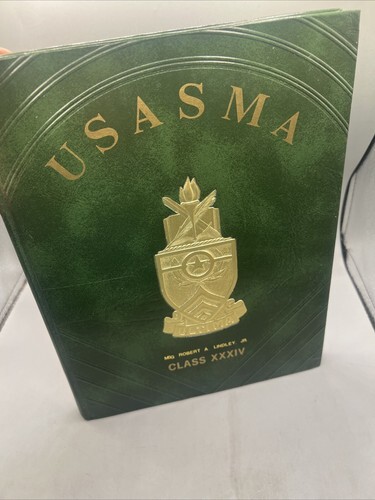 USASMA
MSG ROBERT A LINDLEY JR
CLASS XXXIV